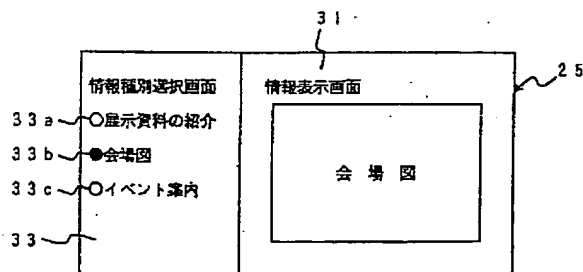 31
25
情報種別選択画面
情報表示画面
33a ○展示資料の紹介
33b ●会場図
33c ○イベント案内
会場図
33